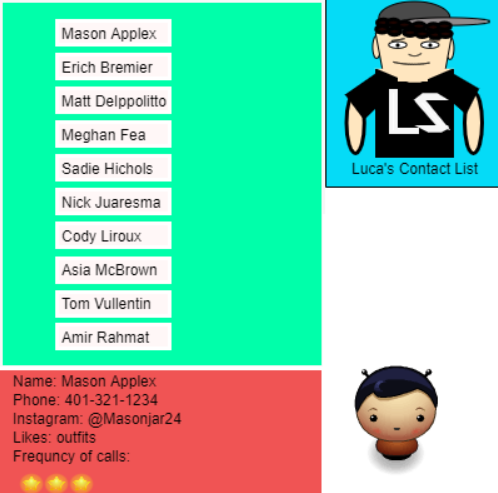 Mason Applex
Erich Bremier
Matt Delppolitto
Meghan Fea
Sadie Hichols
Nick Juaresma
Cody Liroux
Asia McBrown
Tom Vullentin
Amir Rahmat
LS
Luca's Contact List
Name: Mason Applex
Phone: 401-321-1234
Instagram: @Masonjar24
Likes: outfits
Frequncy of calls: